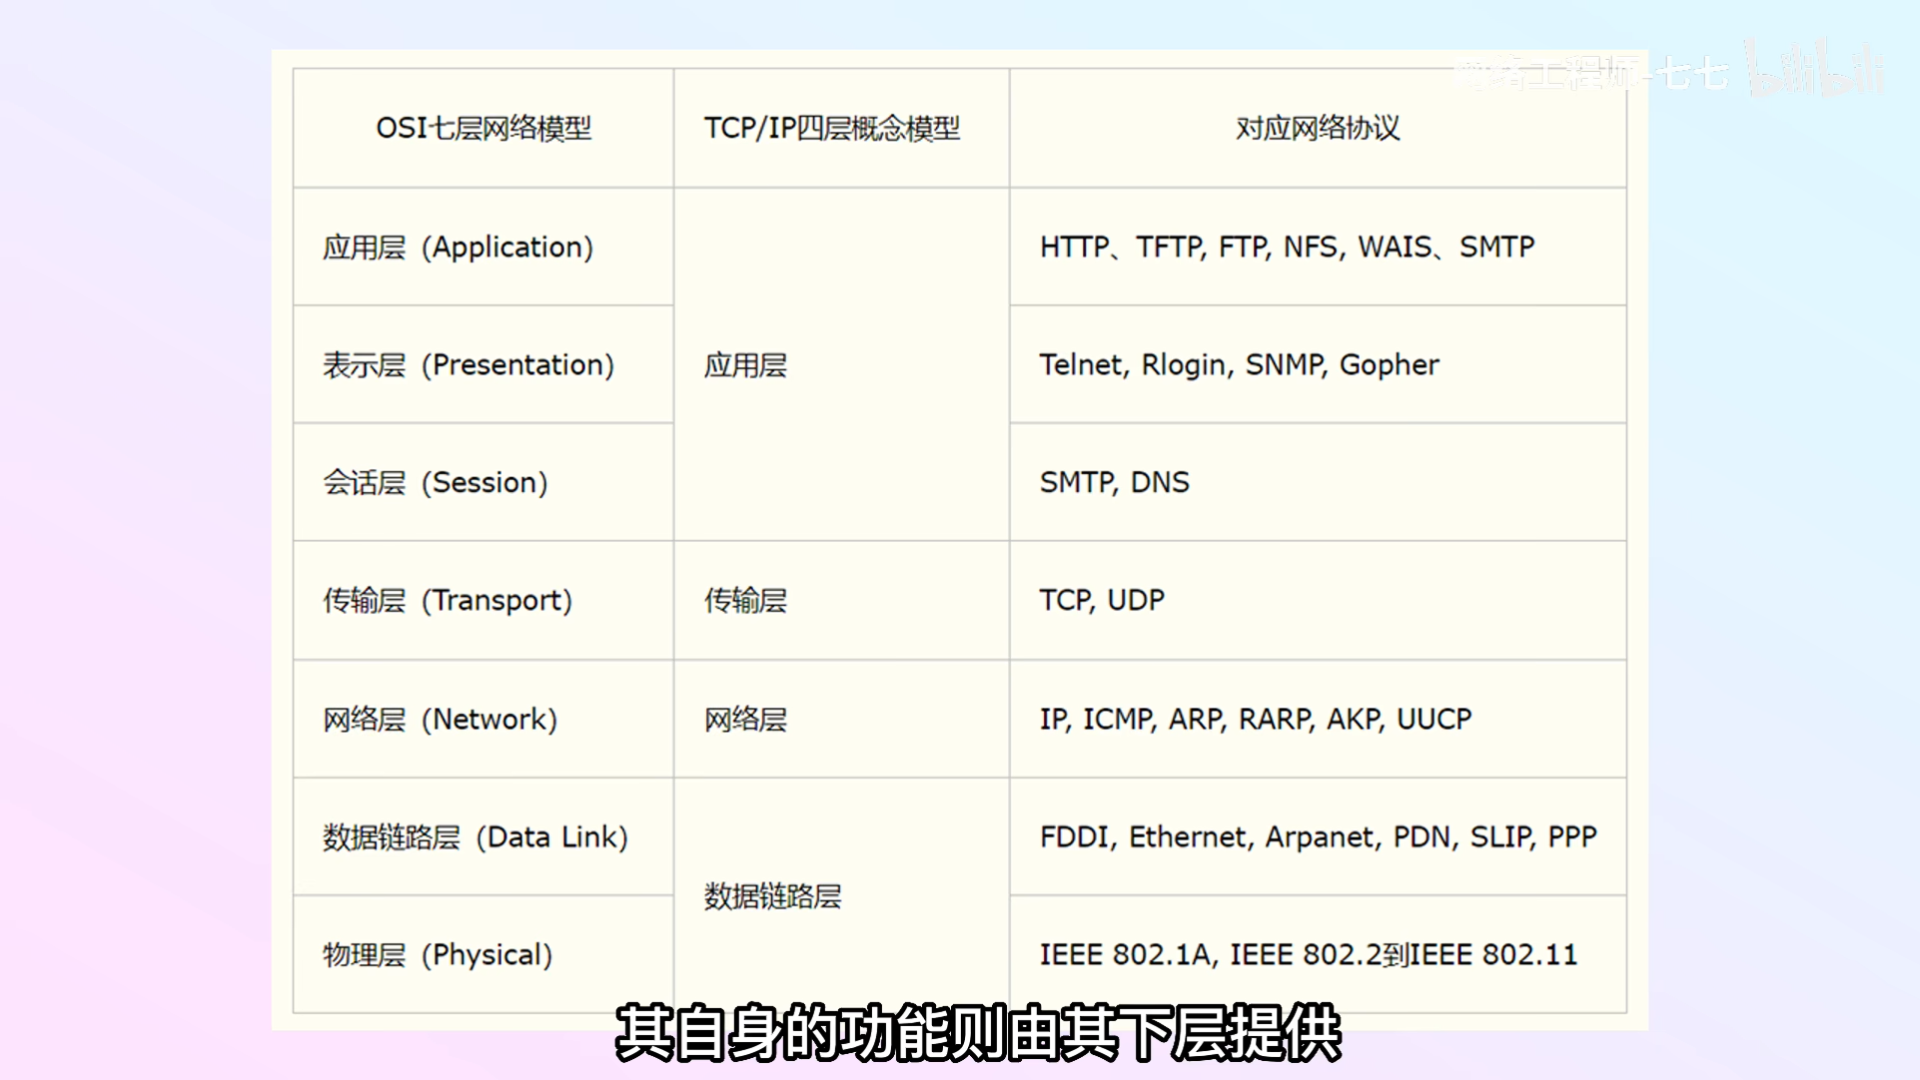 网络工程师-七七 bilibili
OSI七层网络模型 TCP/IP四层概念模型 对应网络协议
应用层 (Application) HTTP、TFTP, FTP, NFS, WAIS、SMTP
表示层 (Presentation) 应用层 Telnet, Rlogin, SNMP, Gopher
会话层 (Session) SMTP, DNS
传输层 (Transport) 传输层 TCP, UDP
网络层 (Network) 网络层 IP, ICMP, ARP, RARP, AKP, UUCP
数据链路层 (Data Link) FDDI, Ethernet, Arpanet, PDN, SLIP, PPP
数据链路层
物理层 (Physical) IEEE 802.1A, IEEE 802.2到IEEE 802.11
其自身的功能则由其下层提供